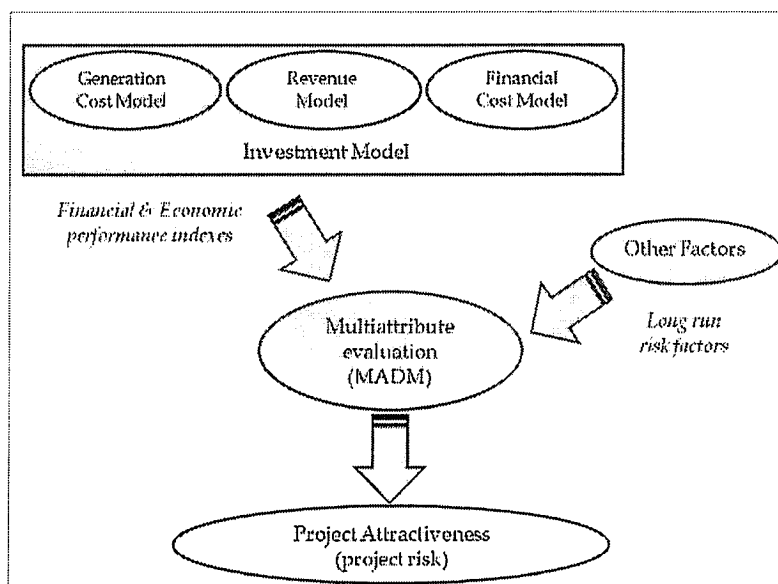 Generation
Cost Model
Revenue
Model
Financial
Cost Model
Investment Model
Financial & Economic
performance indexes
Other Factors
Long run
risk factors
Multiattribute
evaluation
(MADM)
Project Attractiveness
(project risk)